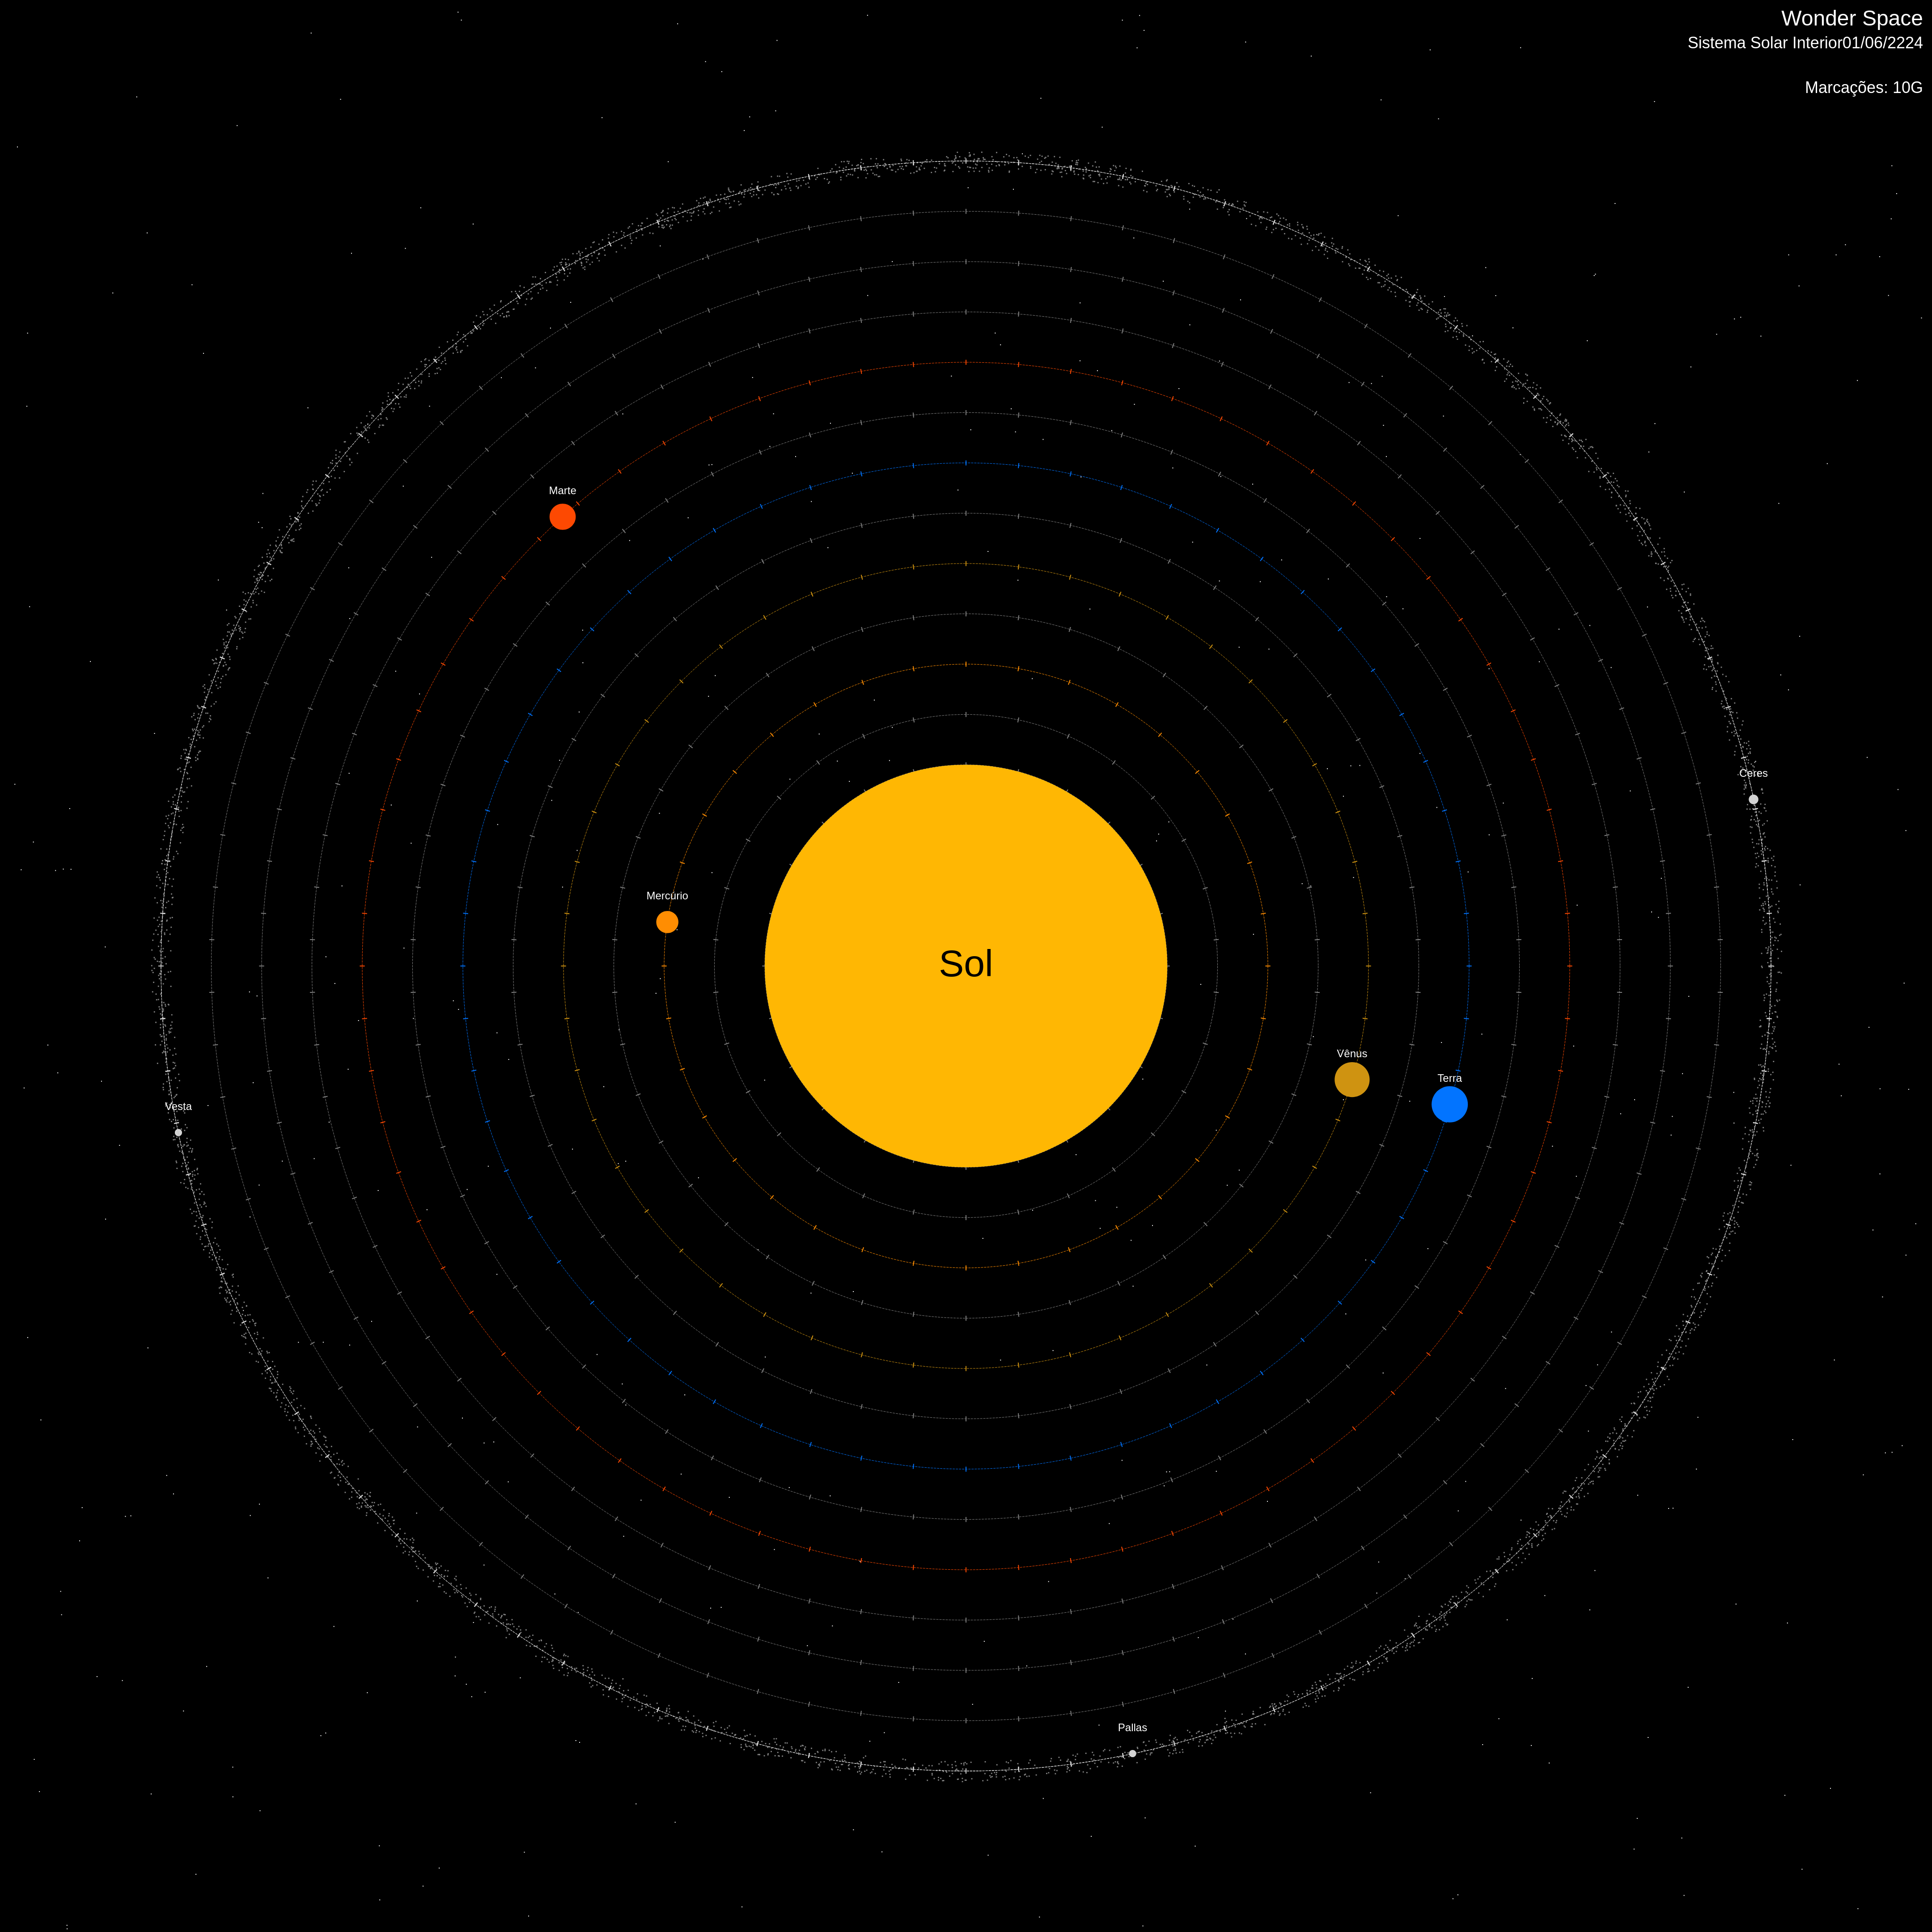 Wonder Space
Sistema Solar Interior01/06/2224
Marcações: 10G
Marte
Ceres
Mercúrio
Sol
Vênus
Terra
Vesta
Pallas